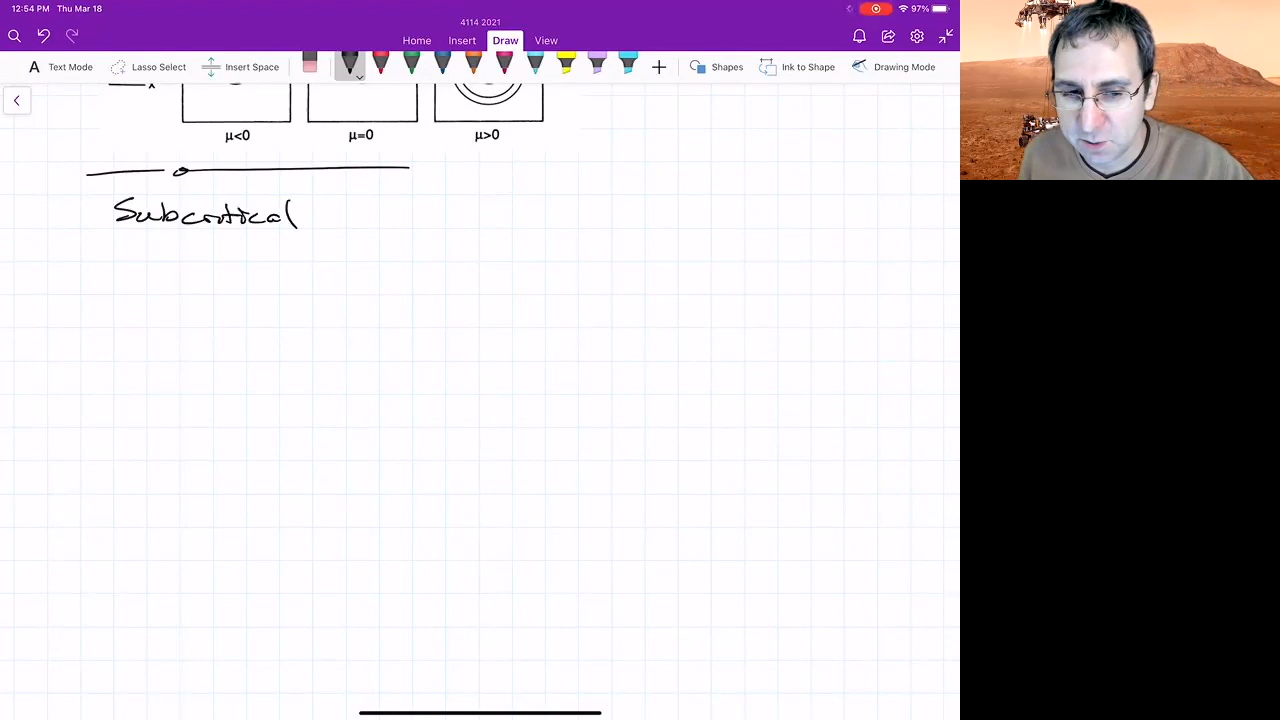 12:54 PM Thu Mar 18
97%
4114 2021
Home Insert Draw View
A Text Mode Lasso Select Insert Space Shapes Ink to Shape Drawing Mode
x
μ<0 μ=0 μ>0
Subcritical